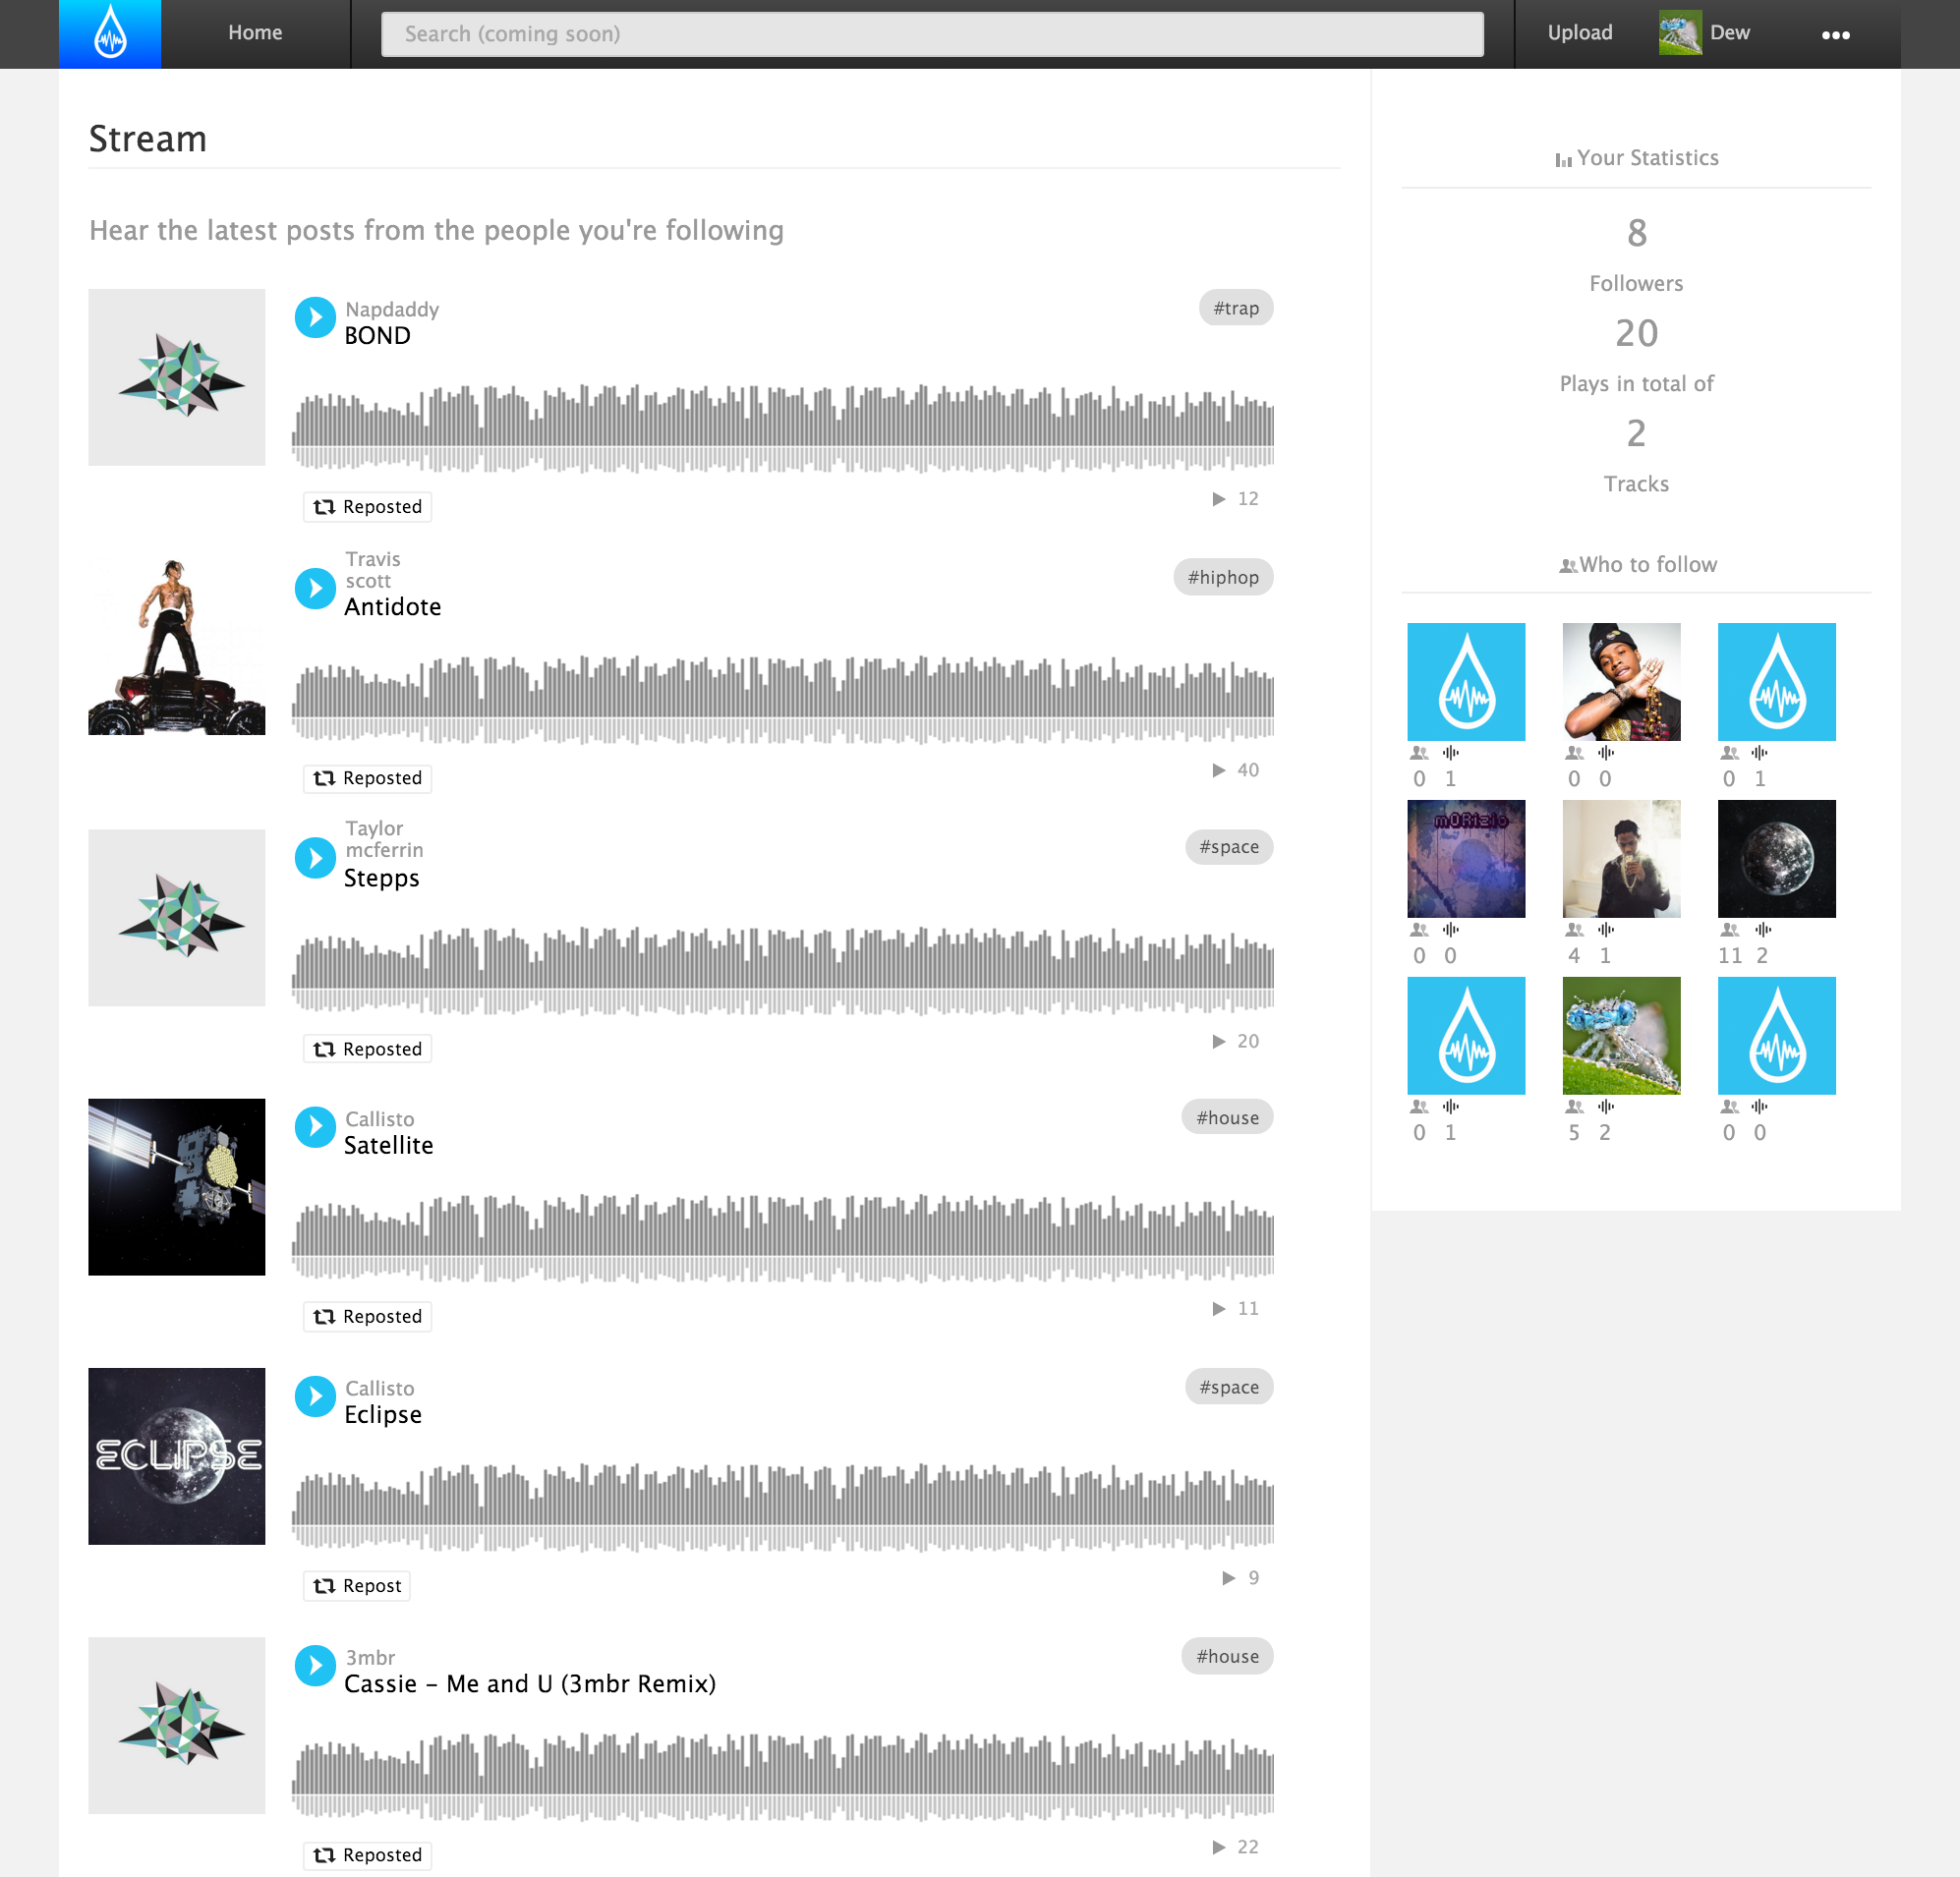 Home
Search (coming soon)
Upload
Dew
Stream
Hear the latest posts from the people you're following
Napdaddy
BOND
#trap
Reposted
12
Travis
scott
Antidote
#hiphop
Reposted
40
Taylor
mcferrin
Stepps
#space
Reposted
20
Callisto
Satellite
#house
Reposted
11
ECLIPSE
Callisto
Eclipse
#space
Repost
9
3mbr
Cassie - Me and U (3mbr Remix)
#house
Reposted
22
Your Statistics
8
Followers
20
Plays in total of
2
Tracks
Who to follow
0 1
0 0
0 1
mORizio
0 0
4 1
11 2
0 1
5 2
0 0